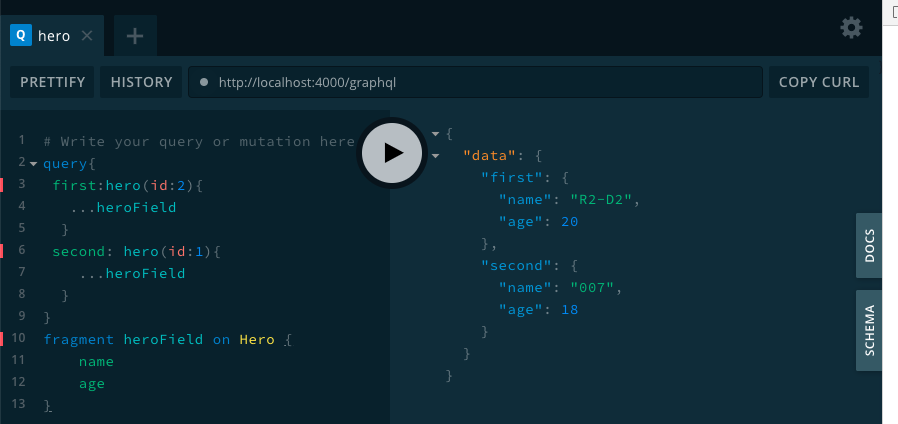 Q hero ✕ +
PRETTIFY HISTORY http://localhost:4000/graphql COPY CURL
1 # Write your query or mutation here
2 query{
3 first:hero(id:2){
4 ...heroField
5 }
6 second: hero(id:1){
7 ...heroField
8 }
9 }
10 fragment heroField on Hero {
11 name
12 age
13 }
{
"data": {
"first": {
"name": "R2-D2",
"age": 20
},
"second": {
"name": "007",
"age": 18
}
}
}
DOCS
SCHEMA